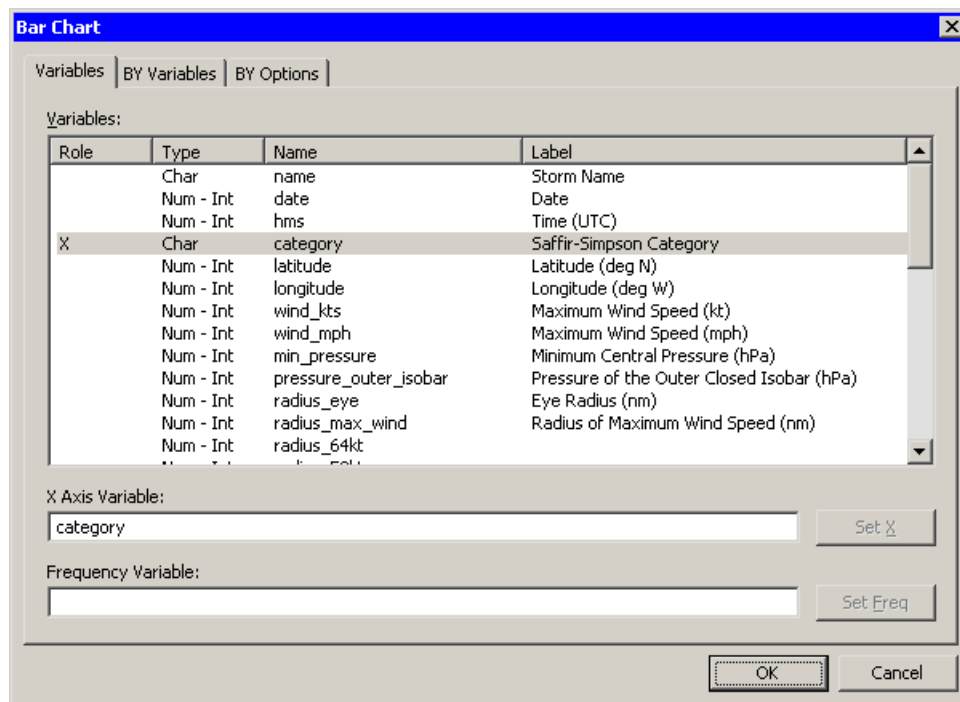 Bar Chart
Variables BY Variables BY Options
Variables:
Role Type Name Label
Char name Storm Name
Num - Int date Date
Num - Int hms Time (UTC)
X Char category Saffir-Simpson Category
Num - Int latitude Latitude (deg N)
Num - Int longitude Longitude (deg W)
Num - Int wind_kts Maximum Wind Speed (kt)
Num - Int wind_mph Maximum Wind Speed (mph)
Num - Int min_pressure Minimum Central Pressure (hPa)
Num - Int pressure_outer_isobar Pressure of the Outer Closed Isobar (hPa)
Num - Int radius_eye Eye Radius (nm)
Num - Int radius_max_wind Radius of Maximum Wind Speed (nm)
Num - Int radius_64kt
X Axis Variable:
category Set X
Frequency Variable:
Set Freq
OK Cancel